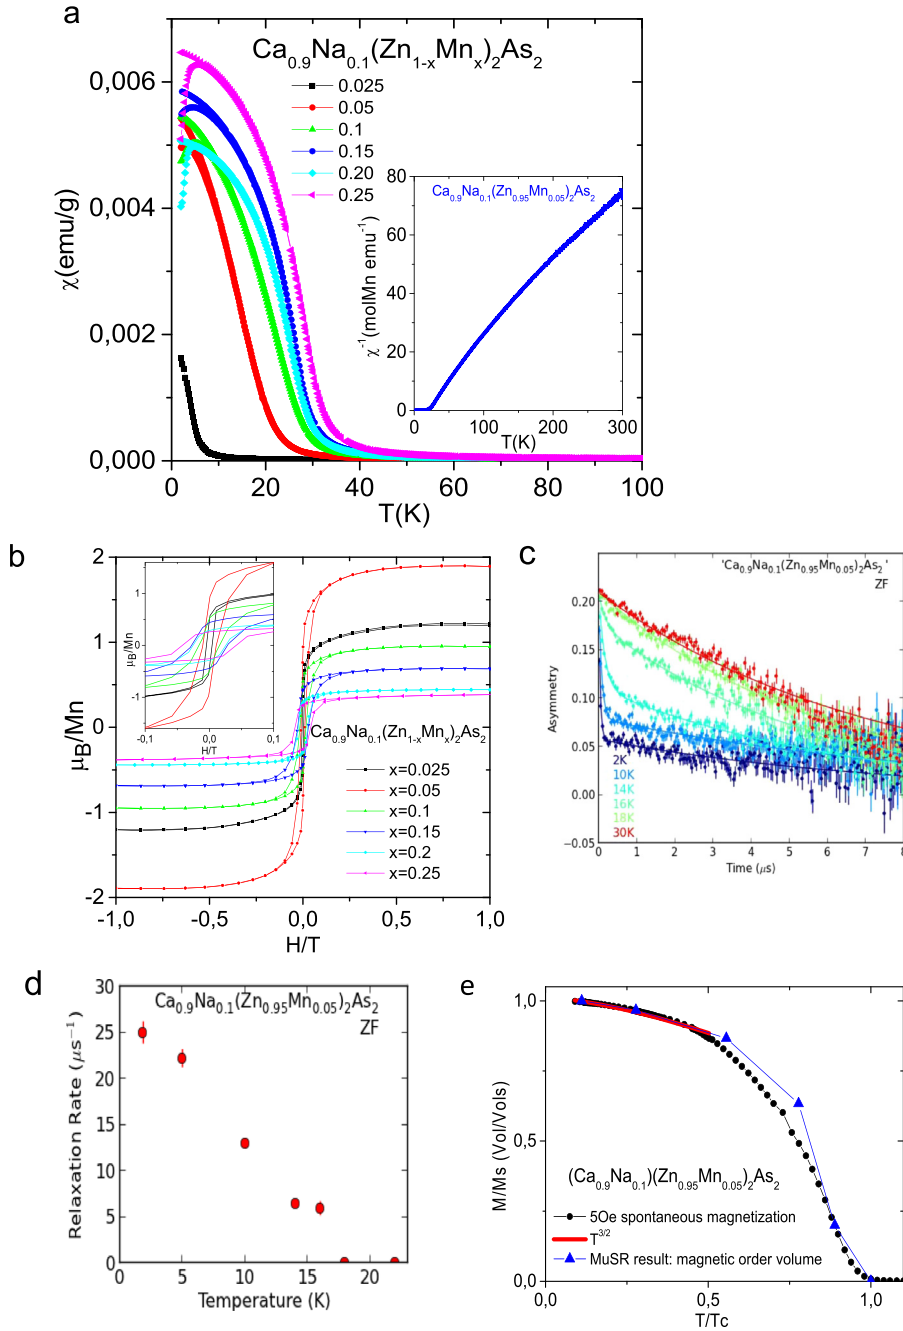 a
Ca0.9Na0.1(Zn1-xMnx)2As2
0.025
0.05
0.1
0.15
0.20
0.25
χ(emu/g)
0,006
0,004
0,002
0,000
0 20 40 60 80 100
T(K)
Ca0.9Na0.1(Zn0.95Mn0.05)2As2
χ-1(molMn emu-1)
80
60
40
20
0
0 100 200 300
T(K)
b
μB/Mn
2
1
0
-1
-2
-1,0 -0,5 0,0 0,5 1,0
H/T
Ca0.9Na0.1(Zn1-xMnx)2As2
x=0.025
x=0.05
x=0.1
x=0.15
x=0.2
x=0.25
μB/Mn
1
0
-1
-0,1 0,0 0,1
H/T
c
'Ca0.9Na0.1(Zn0.95Mn0.05)2As2'
ZF
Asymmetry
0.20
0.15
0.10
0.05
0.00
−0.05
2K
10K
14K
16K
18K
30K
0 1 2 3 4 5 6 7 8
Time (μs)
d
Ca0.9Na0.1(Zn0.95Mn0.05)2As2
ZF
Relaxation Rate (μs−1)
30
25
20
15
10
5
0
0 5 10 15 20
Temperature (K)
e
M/Ms (Vol/Vols)
1,0
0,5
0,0
(Ca0.9Na0.1)(Zn0.95Mn0.05)2As2
5Oe spontaneous magnetization
T3/2
MuSR result: magnetic order volume
0,0 0,5 1,0
T/Tc